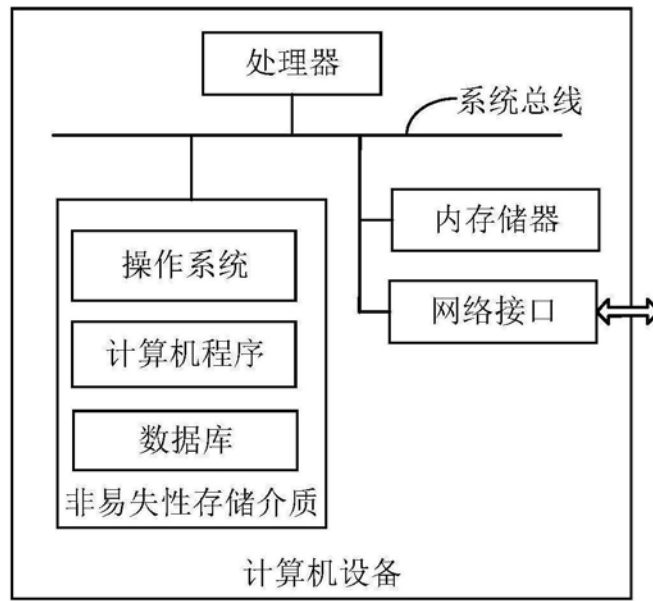 处理器
系统总线
内存储器
操作系统
网络接口
计算机程序
数据库
非易失性存储介质
计算机设备